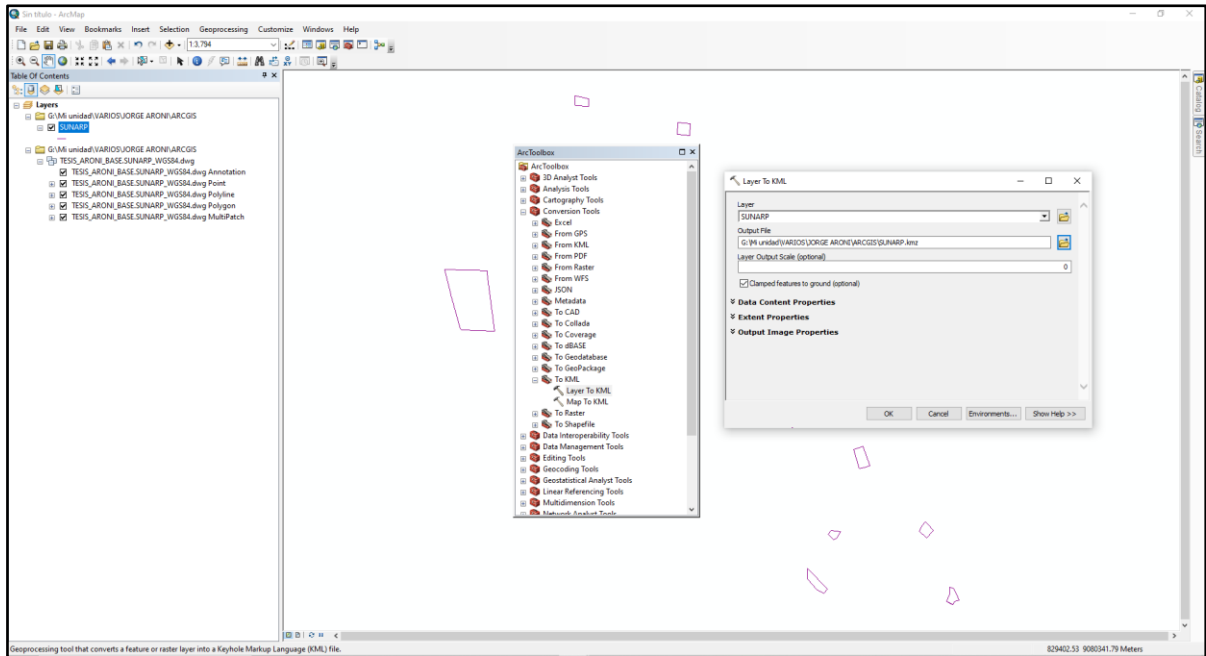 Sin título - ArcMap
File Edit View Bookmarks Insert Selection Geoprocessing Customize Windows Help
1:3.794
Table Of Contents
Layers
G:\Mi unidad\VARIOS\JORGE ARONI\ARCGIS
SUNARP
G:\Mi unidad\VARIOS\JORGE ARONI\ARCGIS
TESIS_ARONI_BASE.SUNARP_WGS84.dwg
TESIS_ARONI_BASE.SUNARP_WGS84.dwg Annotation
TESIS_ARONI_BASE.SUNARP_WGS84.dwg Point
TESIS_ARONI_BASE.SUNARP_WGS84.dwg Polyline
TESIS_ARONI_BASE.SUNARP_WGS84.dwg Polygon
TESIS_ARONI_BASE.SUNARP_WGS84.dwg MultiPatch
ArcToolbox
ArcToolbox
3D Analyst Tools
Analysis Tools
Cartography Tools
Conversion Tools
Excel
From GPS
From KML
From PDF
From Raster
From WFS
JSON
Metadata
To CAD
To Collada
To Coverage
To dBASE
To Geodatabase
To GeoPackage
To KML
Layer To KML
Map To KML
To Raster
To Shapefile
Data Interoperability Tools
Data Management Tools
Editing Tools
Geocoding Tools
Geostatistical Analyst Tools
Linear Referencing Tools
Multidimension Tools
Network Analyst Tools
Layer To KML
Layer
SUNARP
Output File
G:\Mi unidad\VARIOS\JORGE ARONI\ARCGIS\SUNARP.kmz
Layer Output Scale (optional)
0
Clamped features to ground (optional)
Data Content Properties
Extent Properties
Output Image Properties
OK Cancel Environments... Show Help >>
Catalog
Search
Geoprocessing tool that converts a feature or raster layer into a Keyhole Markup Language (KML) file.
829402.53 9080341.79 Meters